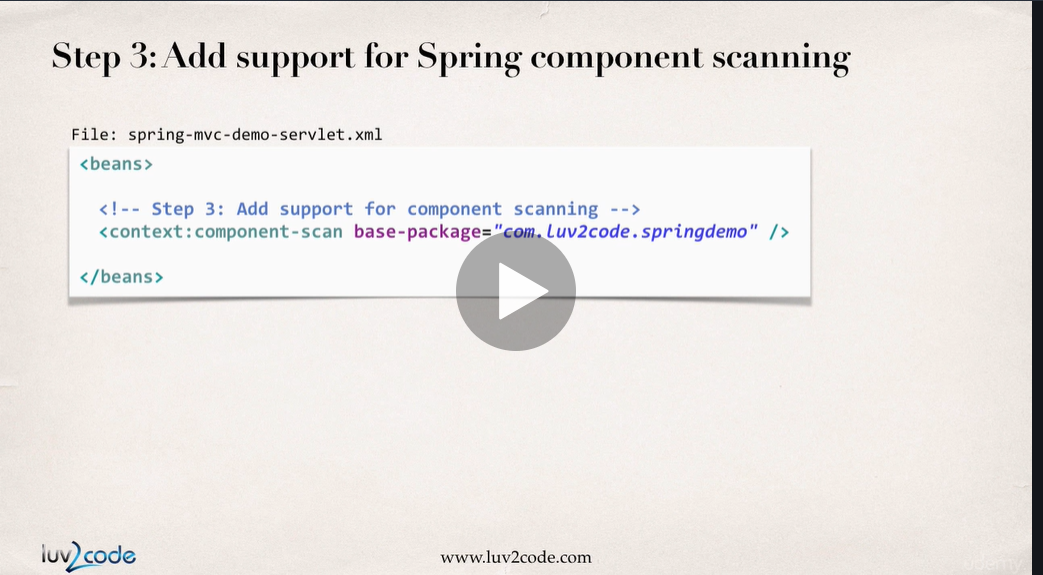 Step 3: Add support for Spring component scanning
File: spring-mvc-demo-servlet.xml
<beans>
<!-- Step 3: Add support for component scanning -->
<context:component-scan base-package="com.luv2code.springdemo" />
</beans>
luv2code
www.luv2code.com
udemy